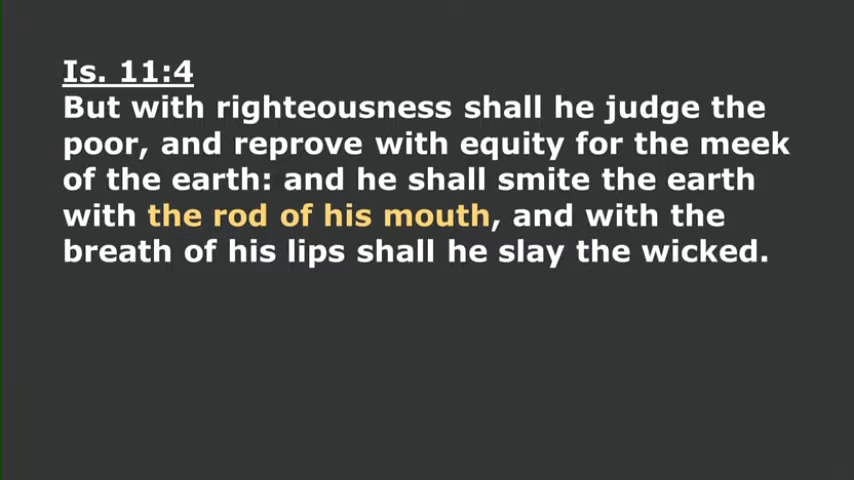 Is. 11:4
But with righteousness shall he judge the
poor, and reprove with equity for the meek
of the earth: and he shall smite the earth
with the rod of his mouth, and with the
breath of his lips shall he slay the wicked.